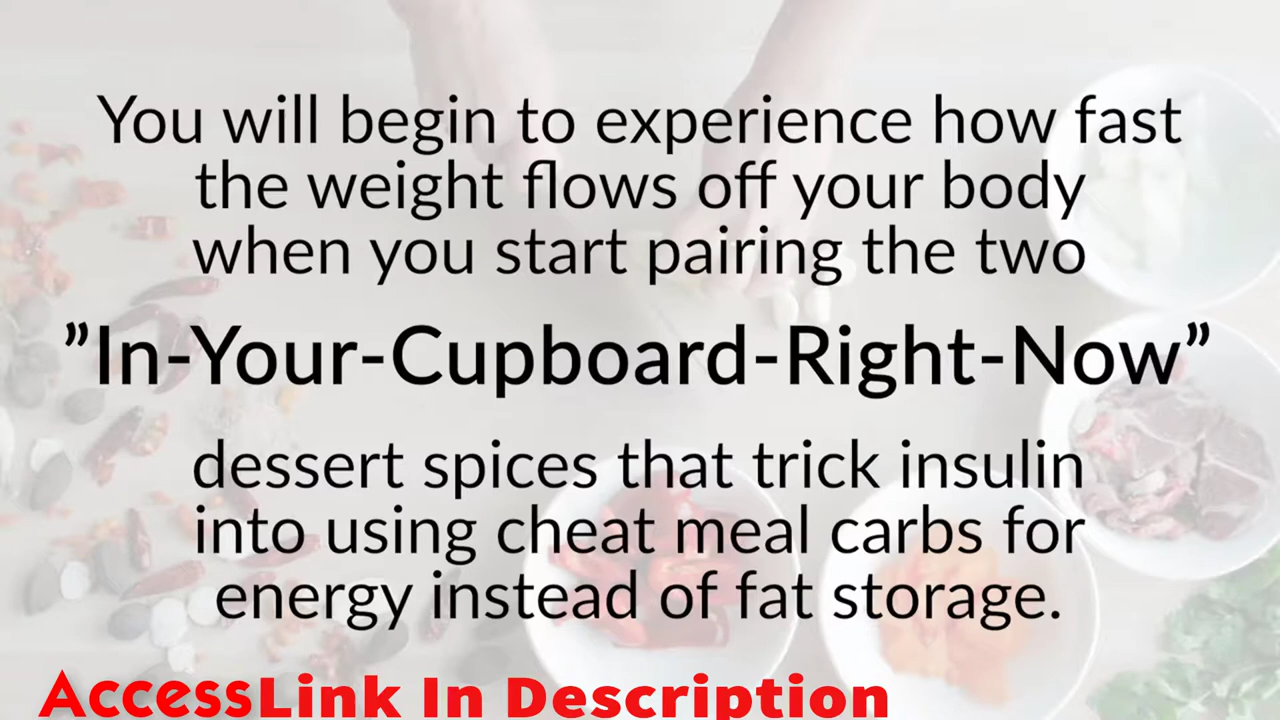 You will begin to experience how fast
the weight flows off your body
when you start pairing the two
”In-Your-Cupboard-Right-Now”
dessert spices that trick insulin
into using cheat meal carbs for
energy instead of fat storage.
Access Link In Description